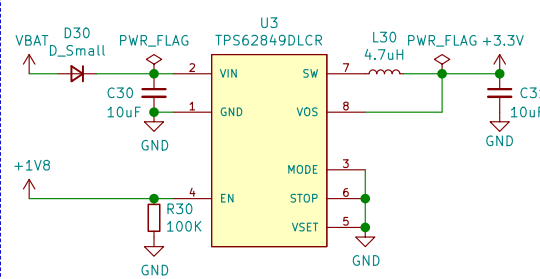 U3
TPS62849DLCR
D30
D_Small
VBAT
PWR_FLAG
L30
4.7uH
PWR_FLAG
+3.3V
2
VIN
SW
7
C30
10uF
1
GND
VOS
8
C3
10uF
GND
GND
+1V8
MODE
3
4
EN
STOP
6
R30
100K
VSET
5
GND
GND